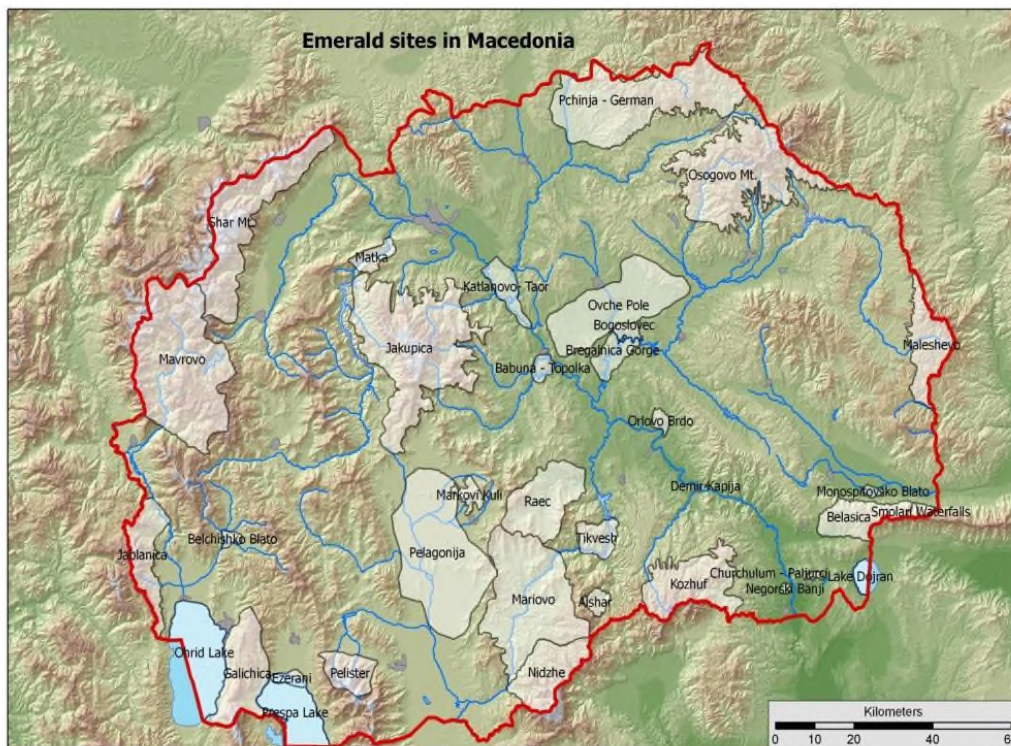 Emerald sites in Macedonia
Pchinja - German
Osogovo Mt.
Shar Mt.
Matka
Katlanovo- Taor
Ovche Pole
Bogoslovec
Mavrovo
Jakupica
Bregalnica Gorge
Maleshevo
Babuna - Topolka
Orlovo Brdo
Demir Kapija
Monospitovsko Blato
Markovi Kuli
Raec
Smolari Waterfalls
Belasica
Belchishko Blato
Tikvesh
Jablanica
Pelagonija
Churchulum - Paljurci
Lake Dojran
Kozhuf
Negorski Banji
Mariovo
Alshar
Ohrid Lake
Galichica
Ezerani
Pelister
Nidzhe
Prespa Lake
Kilometers
0 10 20 40